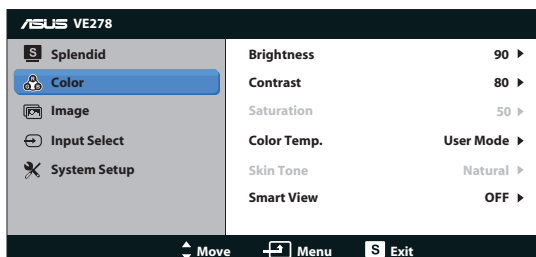 ASUS VE278
S Splendid
Color
Image
Input Select
System Setup
Brightness 90
Contrast 80
Saturation 50
Color Temp. User Mode
Skin Tone Natural
Smart View OFF
Move Menu S Exit